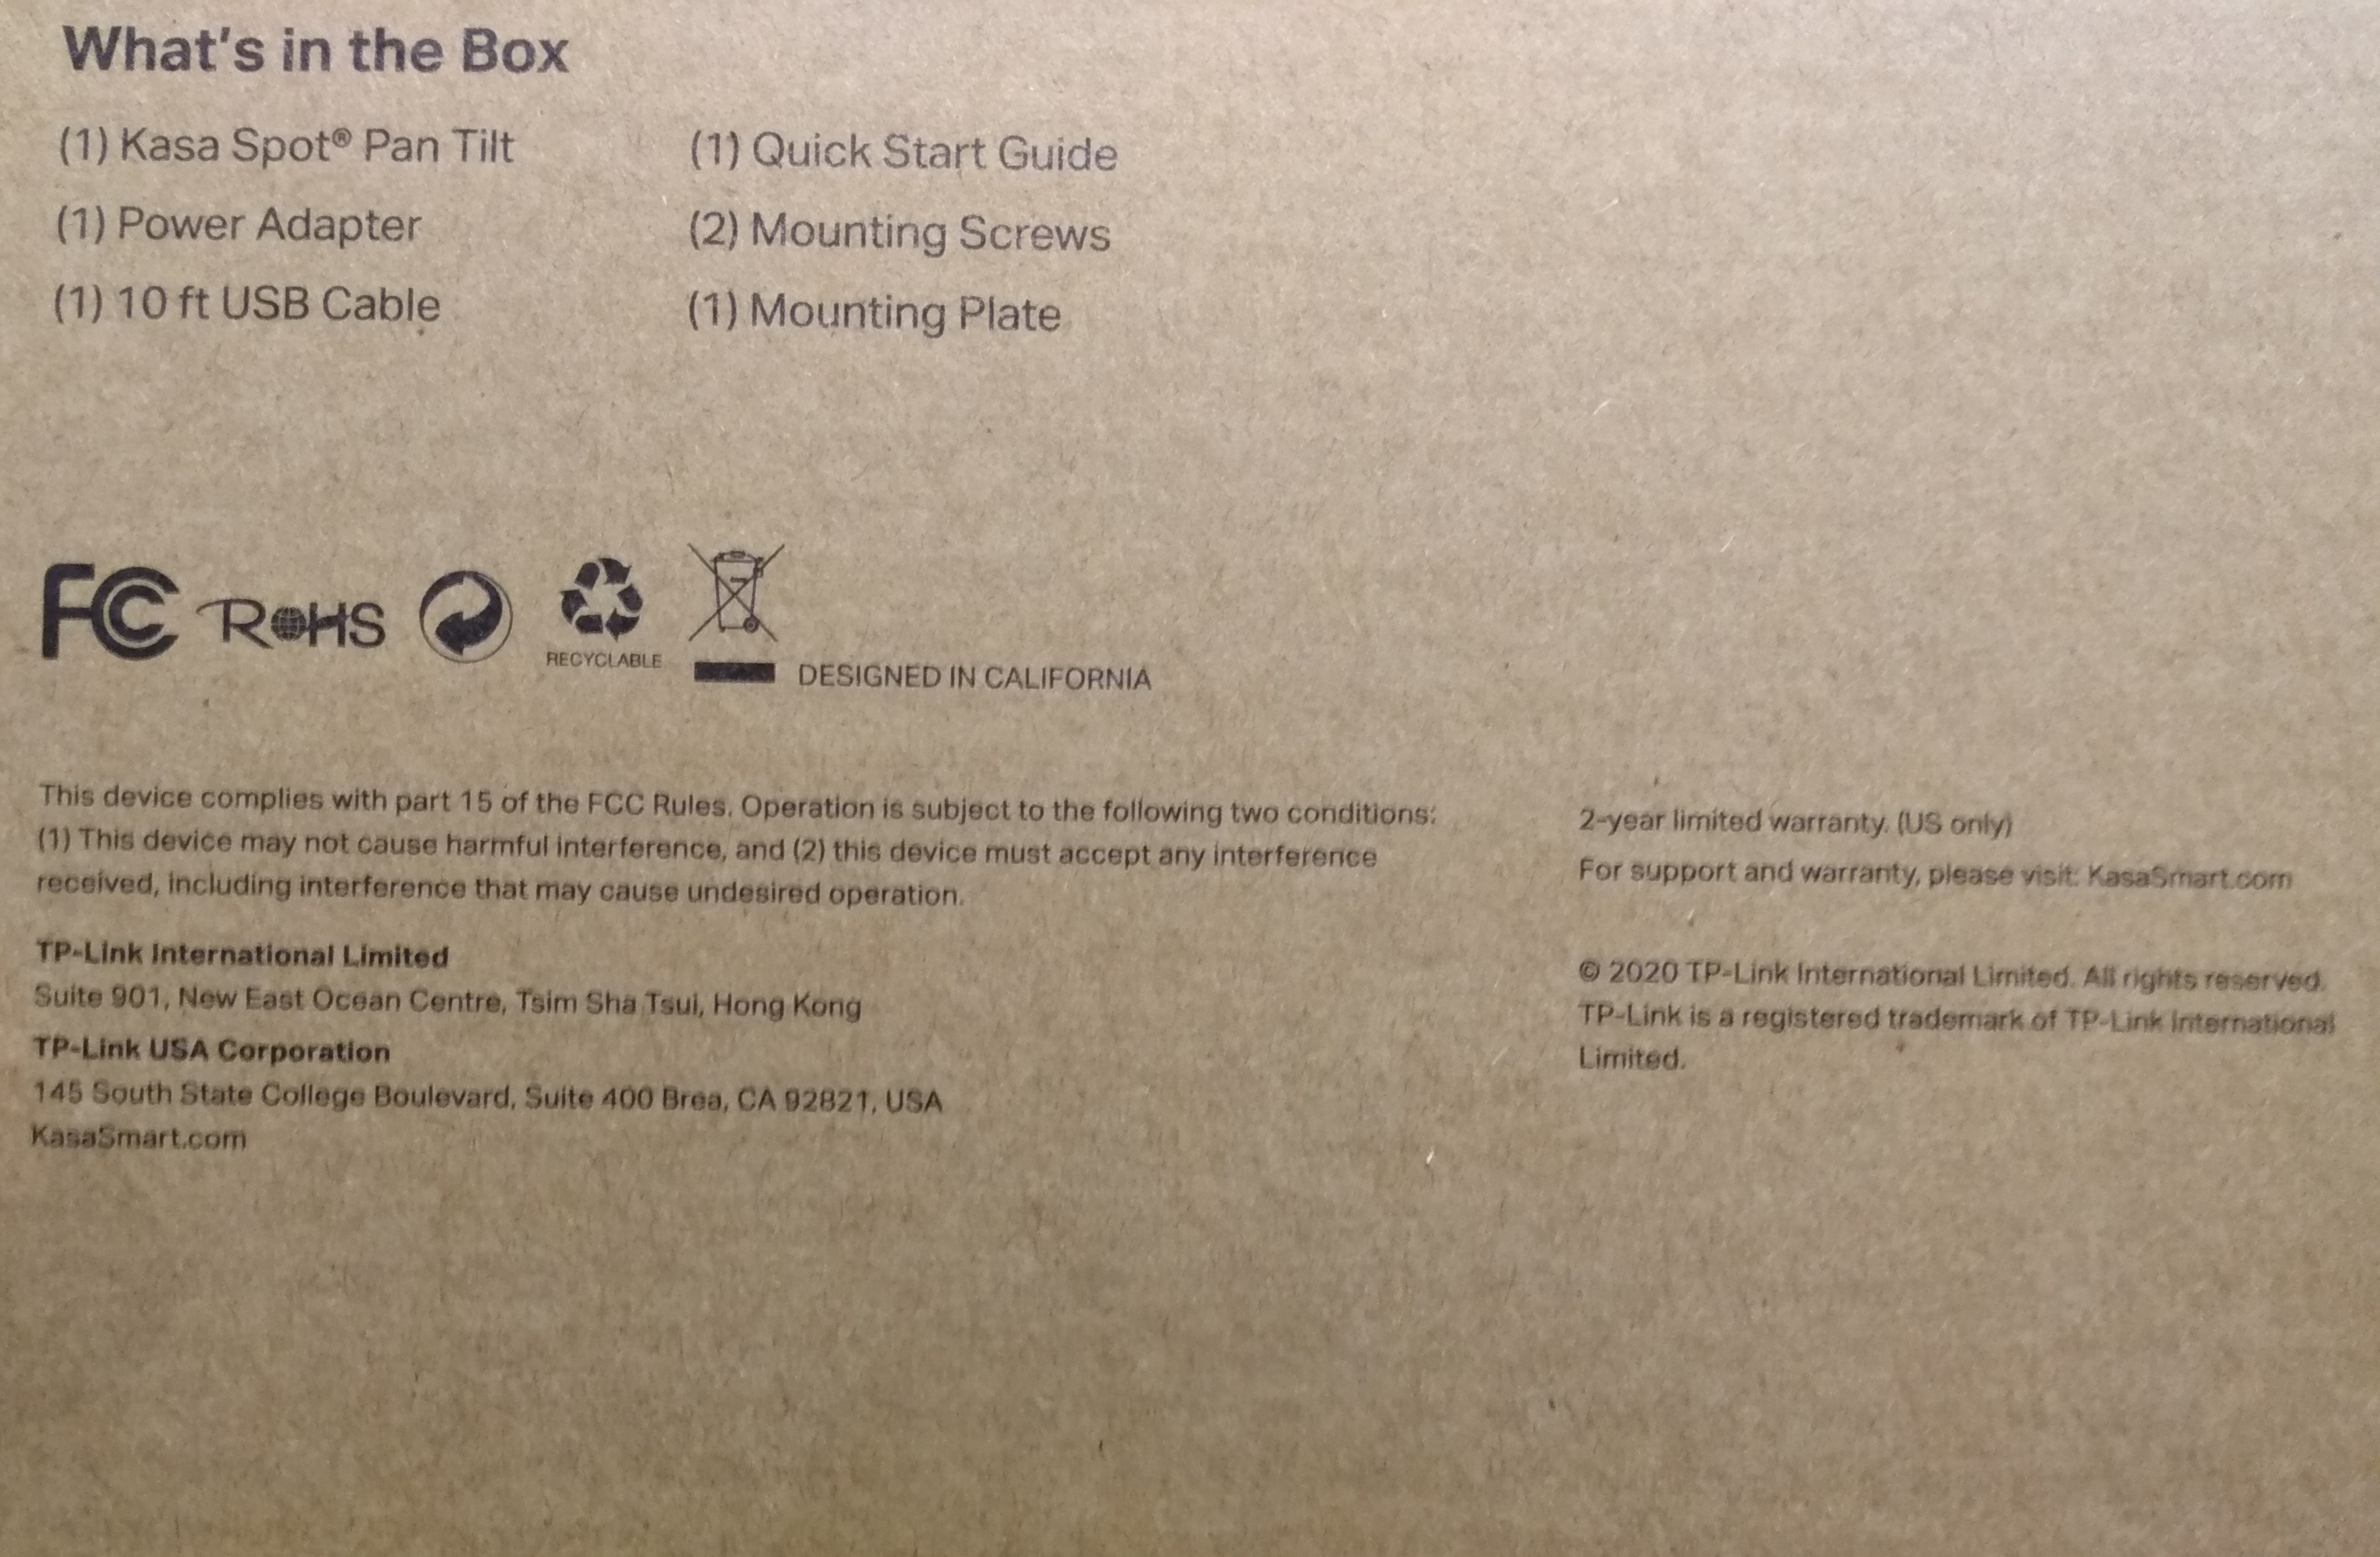 What's in the Box
(1) Kasa Spot® Pan Tilt
(1) Power Adapter
(1) 10 ft USB Cable
(1) Quick Start Guide
(2) Mounting Screws
(1) Mounting Plate
FC
RoHS
RECYCLABLE
DESIGNED IN CALIFORNIA
This device complies with part 15 of the FCC Rules. Operation is subject to the following two conditions:
(1) This device may not cause harmful interference, and (2) this device must accept any interference
received, including interference that may cause undesired operation.
TP-Link International Limited
Suite 901, New East Ocean Centre, Tsim Sha Tsui, Hong Kong
TP-Link USA Corporation
145 South State College Boulevard, Suite 400 Brea, CA 92821, USA
KasaSmart.com
2-year limited warranty. (US only)
For support and warranty, please visit: KasaSmart.com
© 2020 TP-Link International Limited. All rights reserved.
TP-Link is a registered trademark of TP-Link International
Limited.